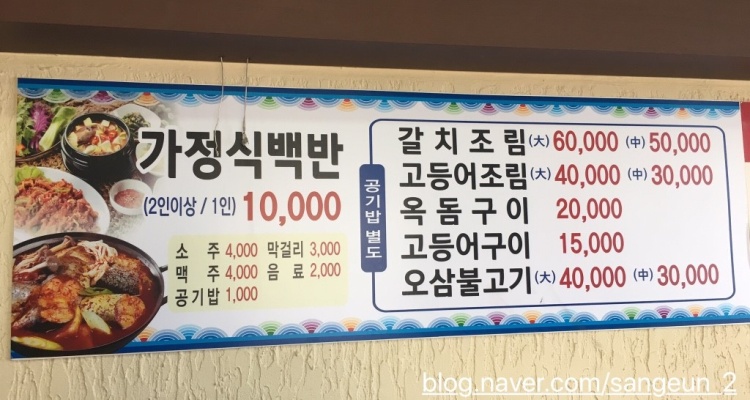 가정식백반
(2인이상 / 1인) 10,000
소 주 4,000 막걸리 3,000
맥 주 4,000 음 료 2,000
공기밥 1,000
공기밥 별도
갈치조림 (大) 60,000 (中) 50,000
고등어조림 (大) 40,000 (中) 30,000
옥돔구이 20,000
고등어구이 15,000
오삼불고기 (大) 40,000 (中) 30,000
blog.naver.com/sangeun_2